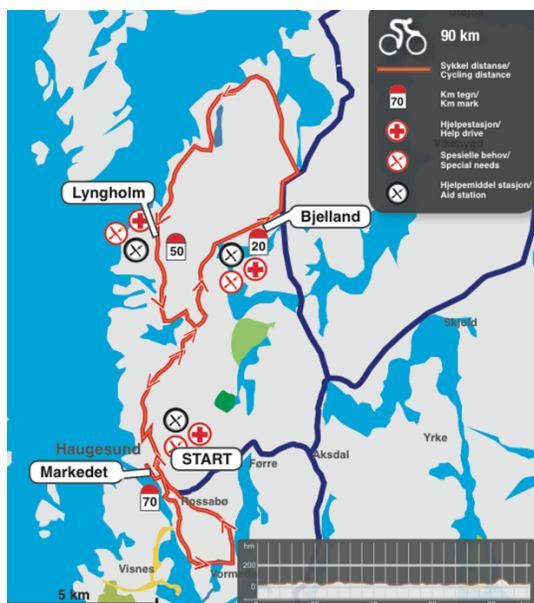 90 km
Sykkel distanse/
Cycling distance
70
Km tegn/
Km mark
Hjelpestasjon/
Help drive
Spesielle behov/
Special needs
Hjelpemiddel stasjon/
Aid station
Vikebygd
Lyngholm
Bjelland
50
20
Skjold
Haugesund
START
Markedet
Førre
Aksdal
Yrke
70
Rossabø
Visnes
5 km
hm
200
0